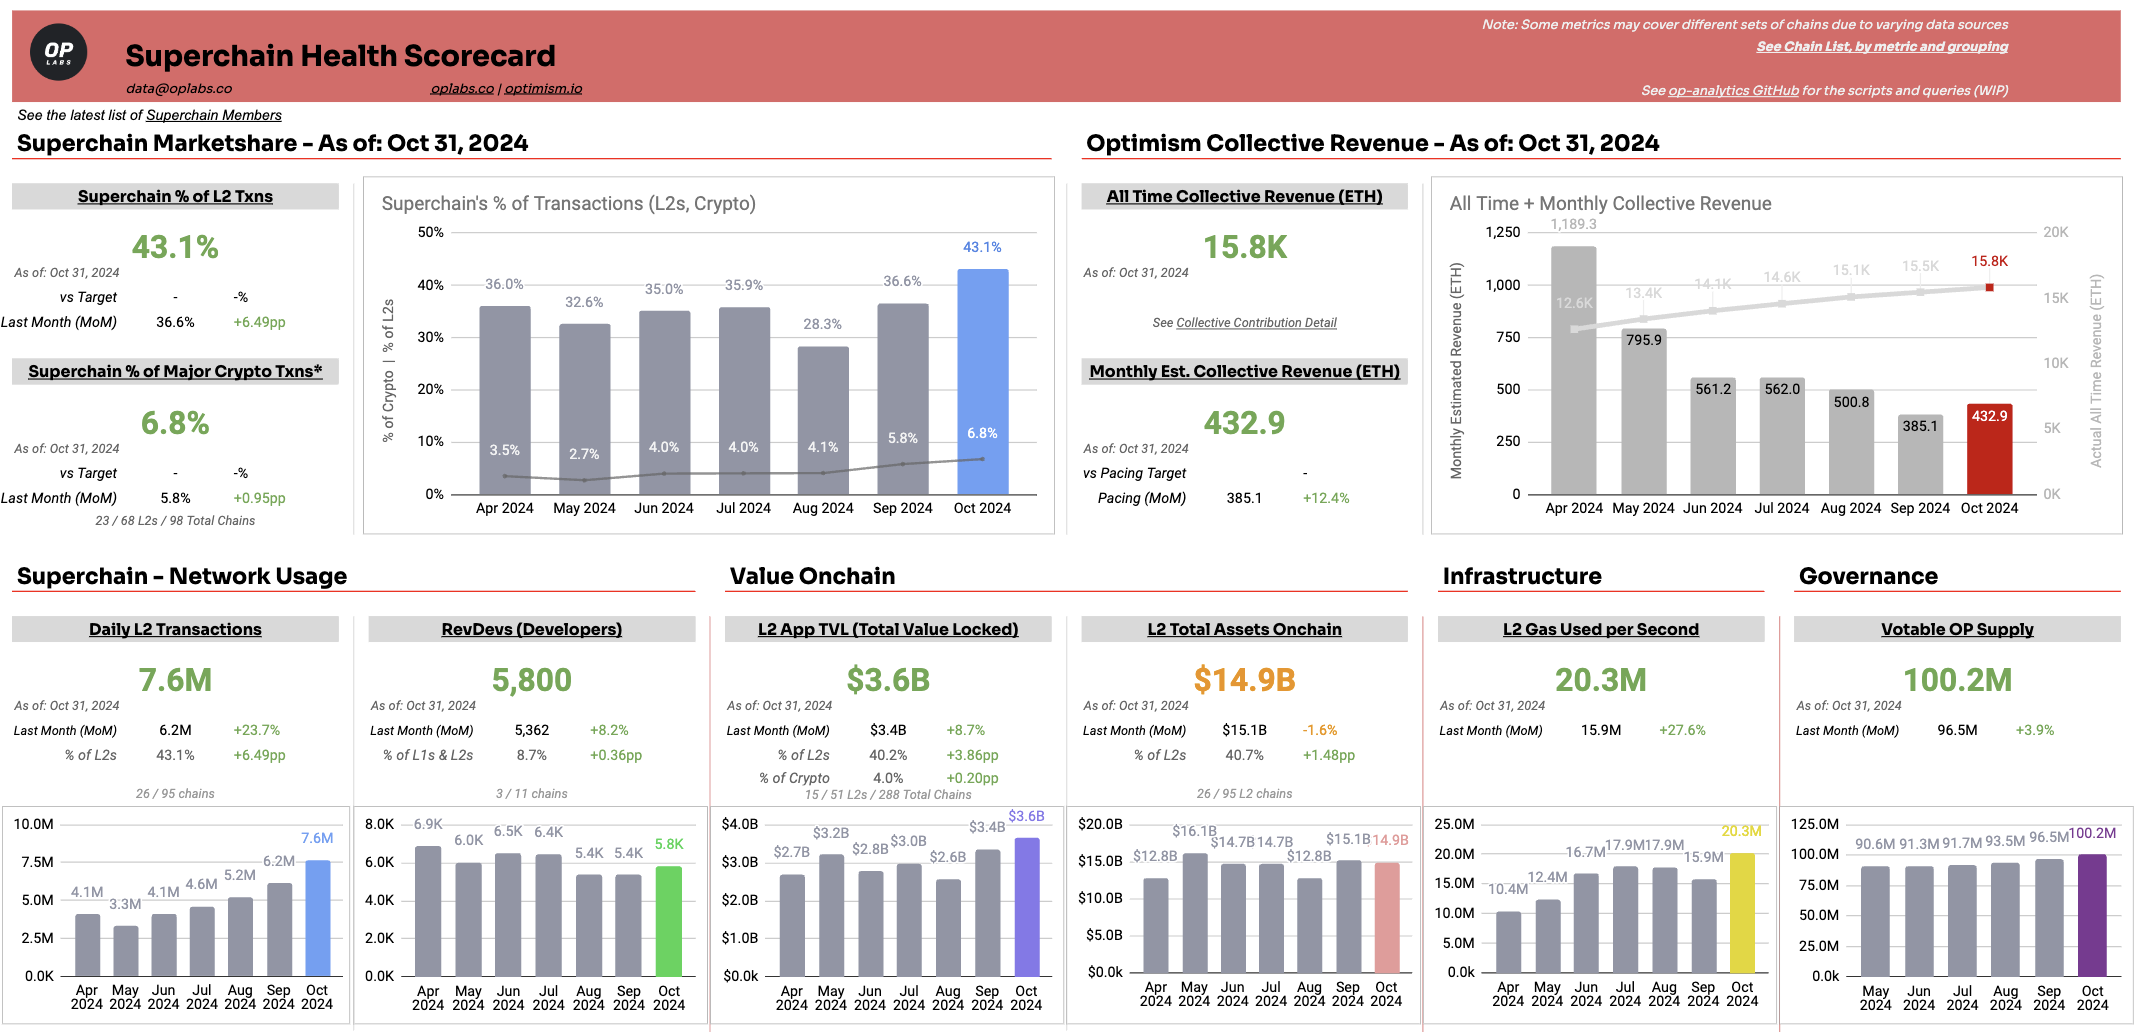 OP
LABS
Superchain Health Scorecard
data@oplabs.co
oplabs.co | optimism.io
Note: Some metrics may cover different sets of chains due to varying data sources
See Chain List, by metric and grouping
See op-analytics GitHub for the scripts and queries (WIP)
See the latest list of Superchain Members
Superchain Marketshare - As of: Oct 31, 2024
Superchain % of L2 Txns
43.1%
As of: Oct 31, 2024
vs Target - -%
Last Month (MoM) 36.6% +6.49pp
Superchain % of Major Crypto Txns*
6.8%
As of: Oct 31, 2024
vs Target - -%
Last Month (MoM) 5.8% +0.95pp
23 / 68 L2s / 98 Total Chains
Superchain's % of Transactions (L2s, Crypto)
% of Crypto | % of L2s
50%
40%
30%
20%
10%
0%
36.0% 32.6% 35.0% 35.9% 28.3% 36.6% 43.1%
3.5% 2.7% 4.0% 4.0% 4.1% 5.8% 6.8%
Apr 2024 May 2024 Jun 2024 Jul 2024 Aug 2024 Sep 2024 Oct 2024
Optimism Collective Revenue - As of: Oct 31, 2024
All Time Collective Revenue (ETH)
15.8K
As of: Oct 31, 2024
See Collective Contribution Detail
Monthly Est. Collective Revenue (ETH)
432.9
As of: Oct 31, 2024
vs Pacing Target -
Pacing (MoM) 385.1 +12.4%
All Time + Monthly Collective Revenue
Monthly Estimated Revenue (ETH)
1,250
1,000
750
500
250
0
1,189.3 795.9 561.2 562.0 500.8 385.1 432.9
12.6K 13.4K 14.1K 14.6K 15.1K 15.5K 15.8K
20K
15K
10K
5K
0K
Actual All Time Revenue (ETH)
Apr 2024 May 2024 Jun 2024 Jul 2024 Aug 2024 Sep 2024 Oct 2024
Superchain - Network Usage
Daily L2 Transactions
7.6M
As of: Oct 31, 2024
Last Month (MoM) 6.2M +23.7%
% of L2s 43.1% +6.49pp
26 / 95 chains
10.0M
7.5M
5.0M
2.5M
0.0K
4.1M 3.3M 4.1M 4.6M 5.2M 6.2M 7.6M
Apr May Jun Jul Aug Sep Oct
2024 2024 2024 2024 2024 2024 2024
RevDevs (Developers)
5,800
As of: Oct 31, 2024
Last Month (MoM) 5,362 +8.2%
% of L1s & L2s 8.7% +0.36pp
3 / 11 chains
8.0K
6.0K
4.0K
2.0K
0.0K
6.9K 6.0K 6.5K 6.4K 5.4K 5.4K 5.8K
Apr May Jun Jul Aug Sep Oct
2024 2024 2024 2024 2024 2024 2024
Value Onchain
L2 App TVL (Total Value Locked)
$3.6B
As of: Oct 31, 2024
Last Month (MoM) $3.4B +8.7%
% of L2s 40.2% +3.86pp
% of Crypto 4.0% +0.20pp
15 / 51 L2s / 288 Total Chains
$4.0B
$3.0B
$2.0B
$1.0B
$0.0k
$2.7B $3.2B $2.8B $3.0B $2.6B $3.4B $3.6B
Apr May Jun Jul Aug Sep Oct
2024 2024 2024 2024 2024 2024 2024
L2 Total Assets Onchain
$14.9B
As of: Oct 31, 2024
Last Month (MoM) $15.1B -1.6%
% of L2s 40.7% +1.48pp
26 / 95 L2 chains
$20.0B
$15.0B
$10.0B
$5.0B
$0.0k
$12.8B $16.1B $14.7B $14.7B $12.8B $15.1B $14.9B
Apr May Jun Jul Aug Sep Oct
2024 2024 2024 2024 2024 2024 2024
Infrastructure
L2 Gas Used per Second
20.3M
As of: Oct 31, 2024
Last Month (MoM) 15.9M +27.6%
25.0M
20.0M
15.0M
10.0M
5.0M
0.0k
10.4M 12.4M 16.7M 17.9M 17.9M 15.9M 20.3M
Apr May Jun Jul Aug Sep Oct
2024 2024 2024 2024 2024 2024 2024
Governance
Votable OP Supply
100.2M
As of: Oct 31, 2024
Last Month (MoM) 96.5M +3.9%
125.0M
100.0M
75.0M
50.0M
25.0M
0.0k
90.6M 91.3M 91.7M 93.5M 96.5M 100.2M
May Jun Jul Aug Sep Oct
2024 2024 2024 2024 2024 2024